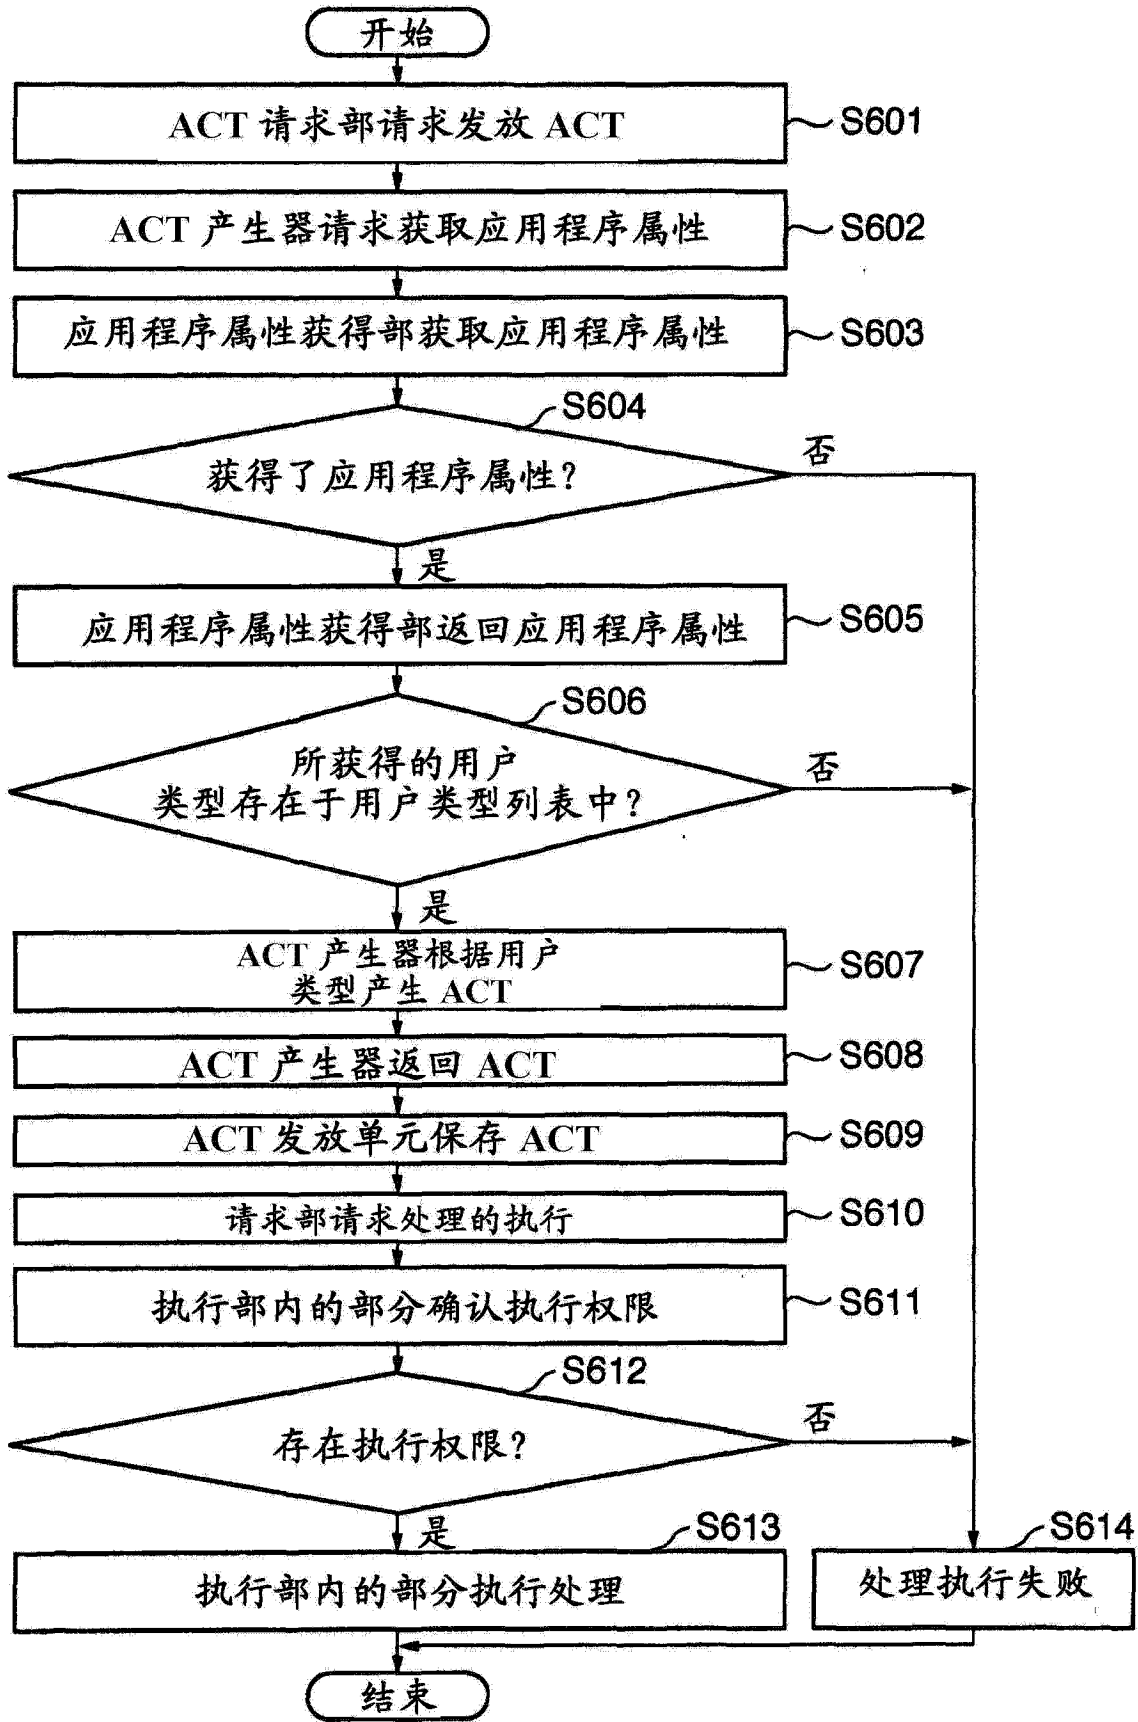 开始
ACT 请求部请求发放 ACT
S601
ACT 产生器请求获取应用程序属性
S602
应用程序属性获得部获取应用程序属性
S603
S604
获得了应用程序属性?
否
是
应用程序属性获得部返回应用程序属性
S605
S606
所获得的用户
类型存在于用户类型列表中?
否
是
ACT 产生器根据用户
类型产生 ACT
S607
ACT 产生器返回 ACT
S608
ACT 发放单元保存 ACT
S609
请求部请求处理的执行
S610
执行部内的部分确认执行权限
S611
S612
存在执行权限?
否
是
S613
执行部内的部分执行处理
S614
处理执行失败
结束